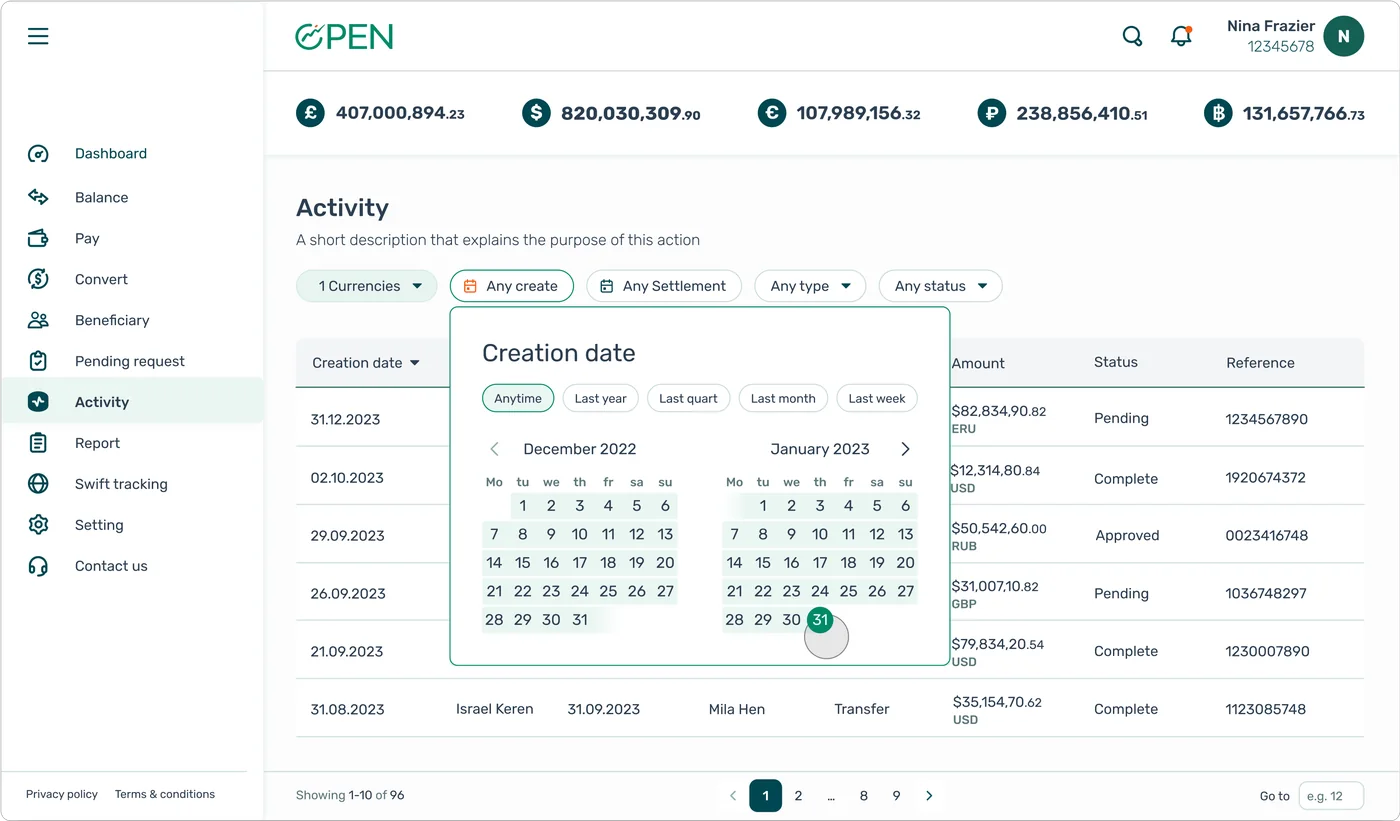 OPEN
Nina Frazier
12345678
N
£ 407,000,894.23 $ 820,030,309.90 € 107,989,156.32 ₽ 238,856,410.51 ฿ 131,657,766.73
Dashboard
Balance
Pay
Convert
Beneficiary
Pending request
Activity
Report
Swift tracking
Setting
Contact us
Privacy policy Terms & conditions
Activity
A short description that explains the purpose of this action
1 Currencies Any create Any Settlement Any type Any status
Creation date Amount Status Reference
31.12.2023 $82,834,90.82 Pending 1234567890
ERU
02.10.2023 $12,314,80.84 Complete 1920674372
USD
29.09.2023 $50,542,60.00 Approved 0023416748
RUB
26.09.2023 $31,007,10.82 Pending 1036748297
GBP
21.09.2023 $79,834,20.54 Complete 1230007890
USD
31.08.2023 Israel Keren 31.09.2023 Mila Hen Transfer $35,154,70.62 Complete 1123085748
USD
Creation date
Anytime Last year Last quart Last month Last week
December 2022
Mo tu we th fr sa su
1 2 3 4 5 6
7 8 9 10 11 12 13
14 15 16 17 18 19 20
21 22 23 24 25 26 27
28 29 30 31
January 2023
Mo tu we th fr sa su
1 2 3 4 5 6
7 8 9 10 11 12 13
14 15 16 17 18 19 20
21 22 23 24 25 26 27
28 29 30 31
Showing 1-10 of 96
1 2 ... 8 9
Go to e.g. 12